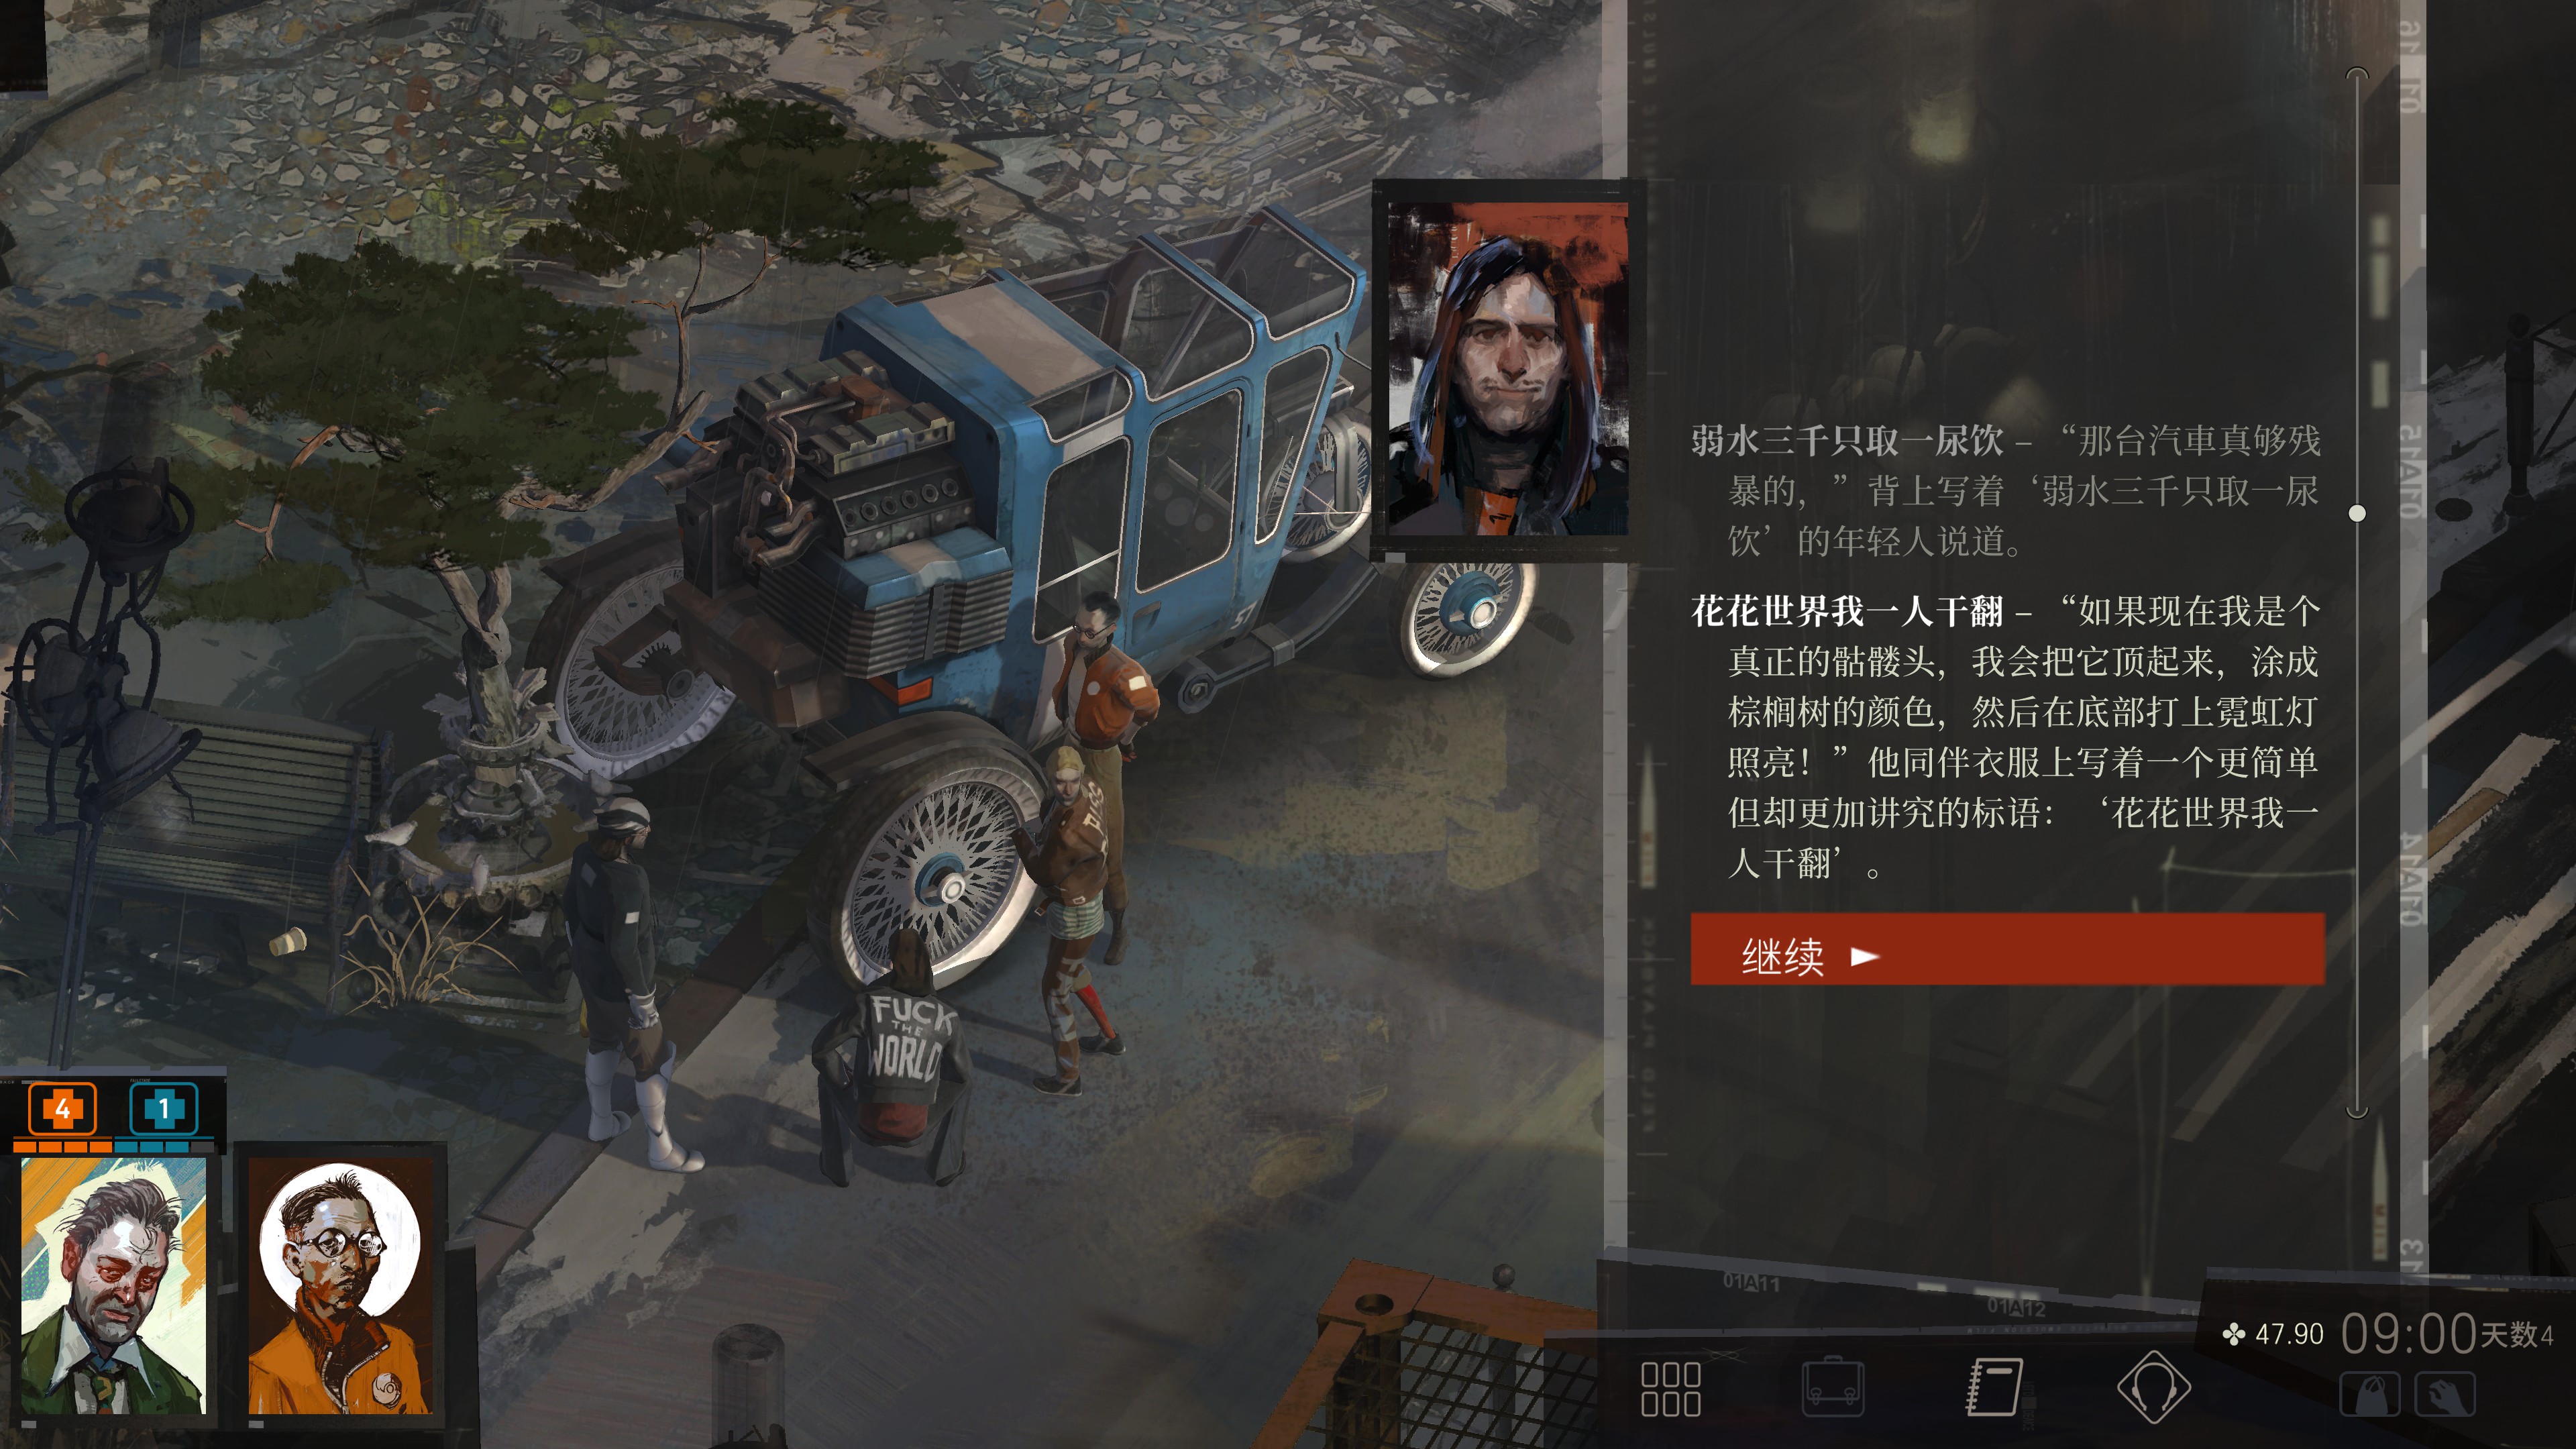 弱水三千只取一尿饮 – “那台汽車真够残
暴的，”背上写着‘弱水三千只取一尿
饮’的年轻人说道。
花花世界我一人干翻 – “如果现在我是个
真正的骷髅头，我会把它顶起来，涂成
棕榈树的颜色，然后在底部打上霓虹灯
照亮！”他同伴衣服上写着一个更简单
但却更加讲究的标语：‘花花世界我一
人干翻’。
继续
FUCK
THE
WORLD
PISS
4
1
01A11
01A12
47.90
09:00
天数4